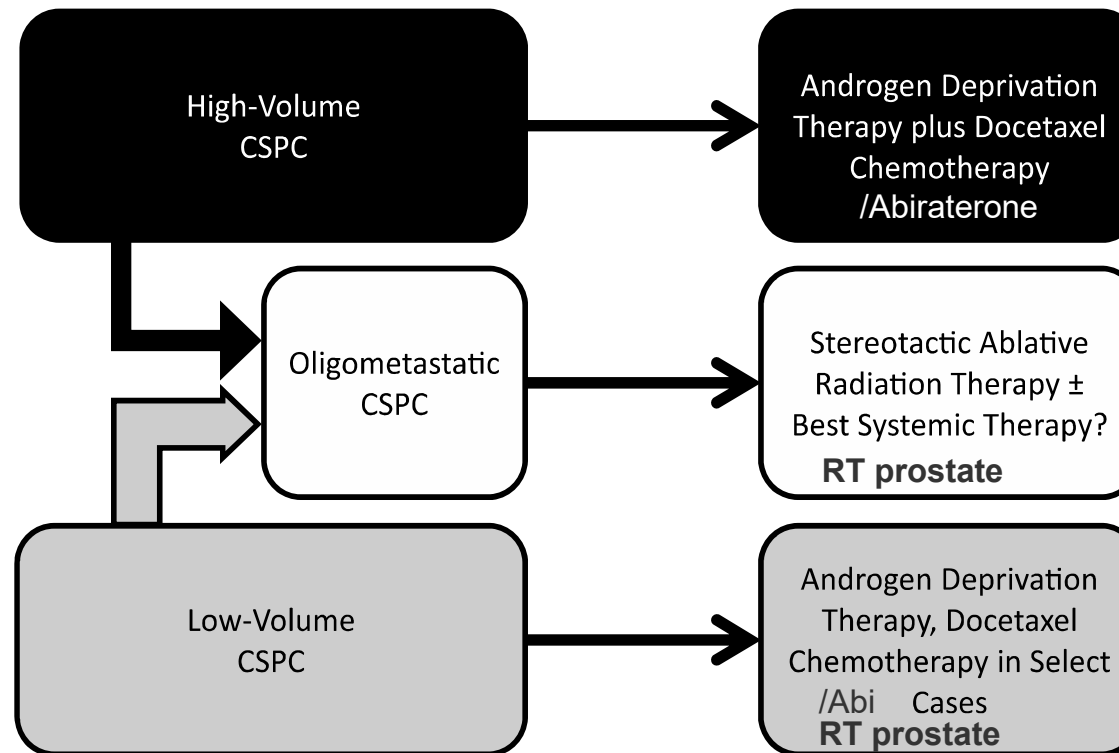 High-Volume
CSPC
Androgen Deprivation
Therapy plus Docetaxel
Chemotherapy
/Abiraterone
Oligometastatic
CSPC
Stereotactic Ablative
Radiation Therapy ±
Best Systemic Therapy?
RT prostate
Low-Volume
CSPC
Androgen Deprivation
Therapy, Docetaxel
Chemotherapy in Select
/Abi Cases
RT prostate